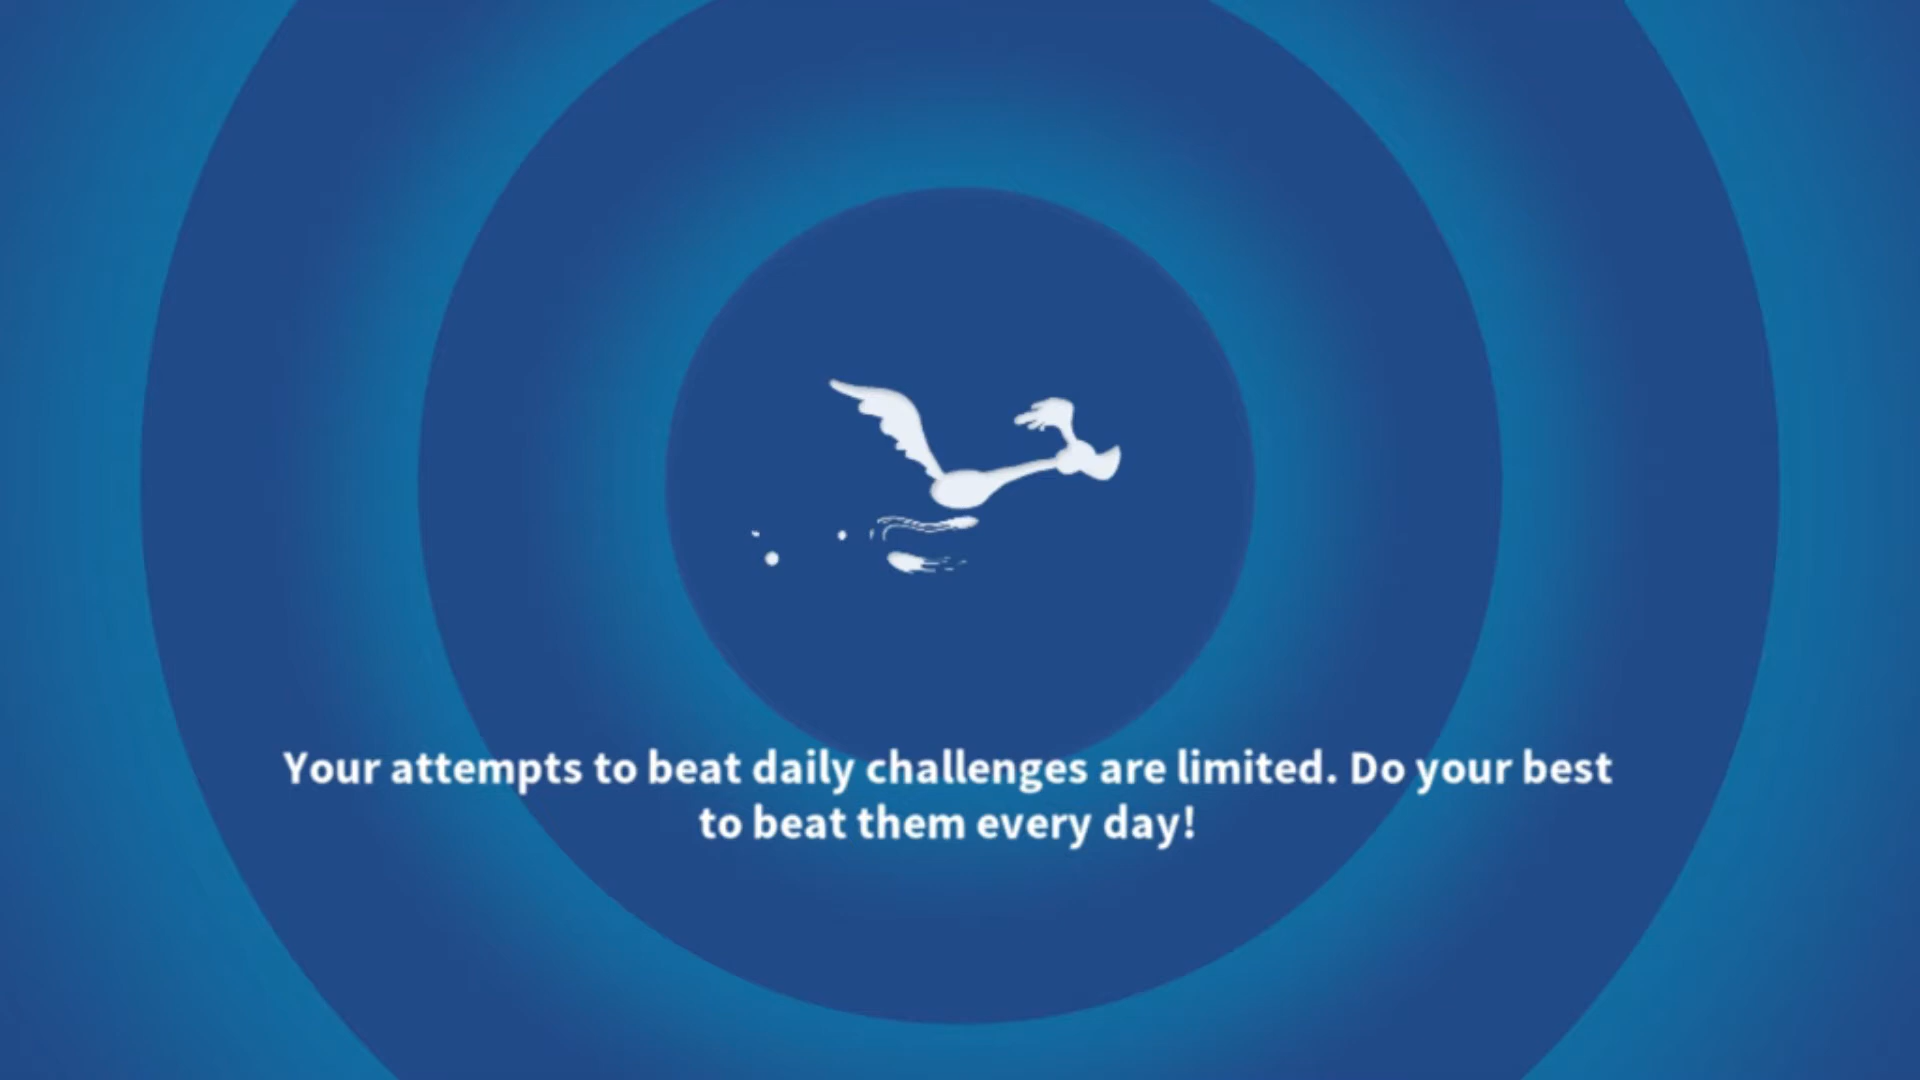 Your attempts to beat daily challenges are limited. Do your best
to beat them every day!